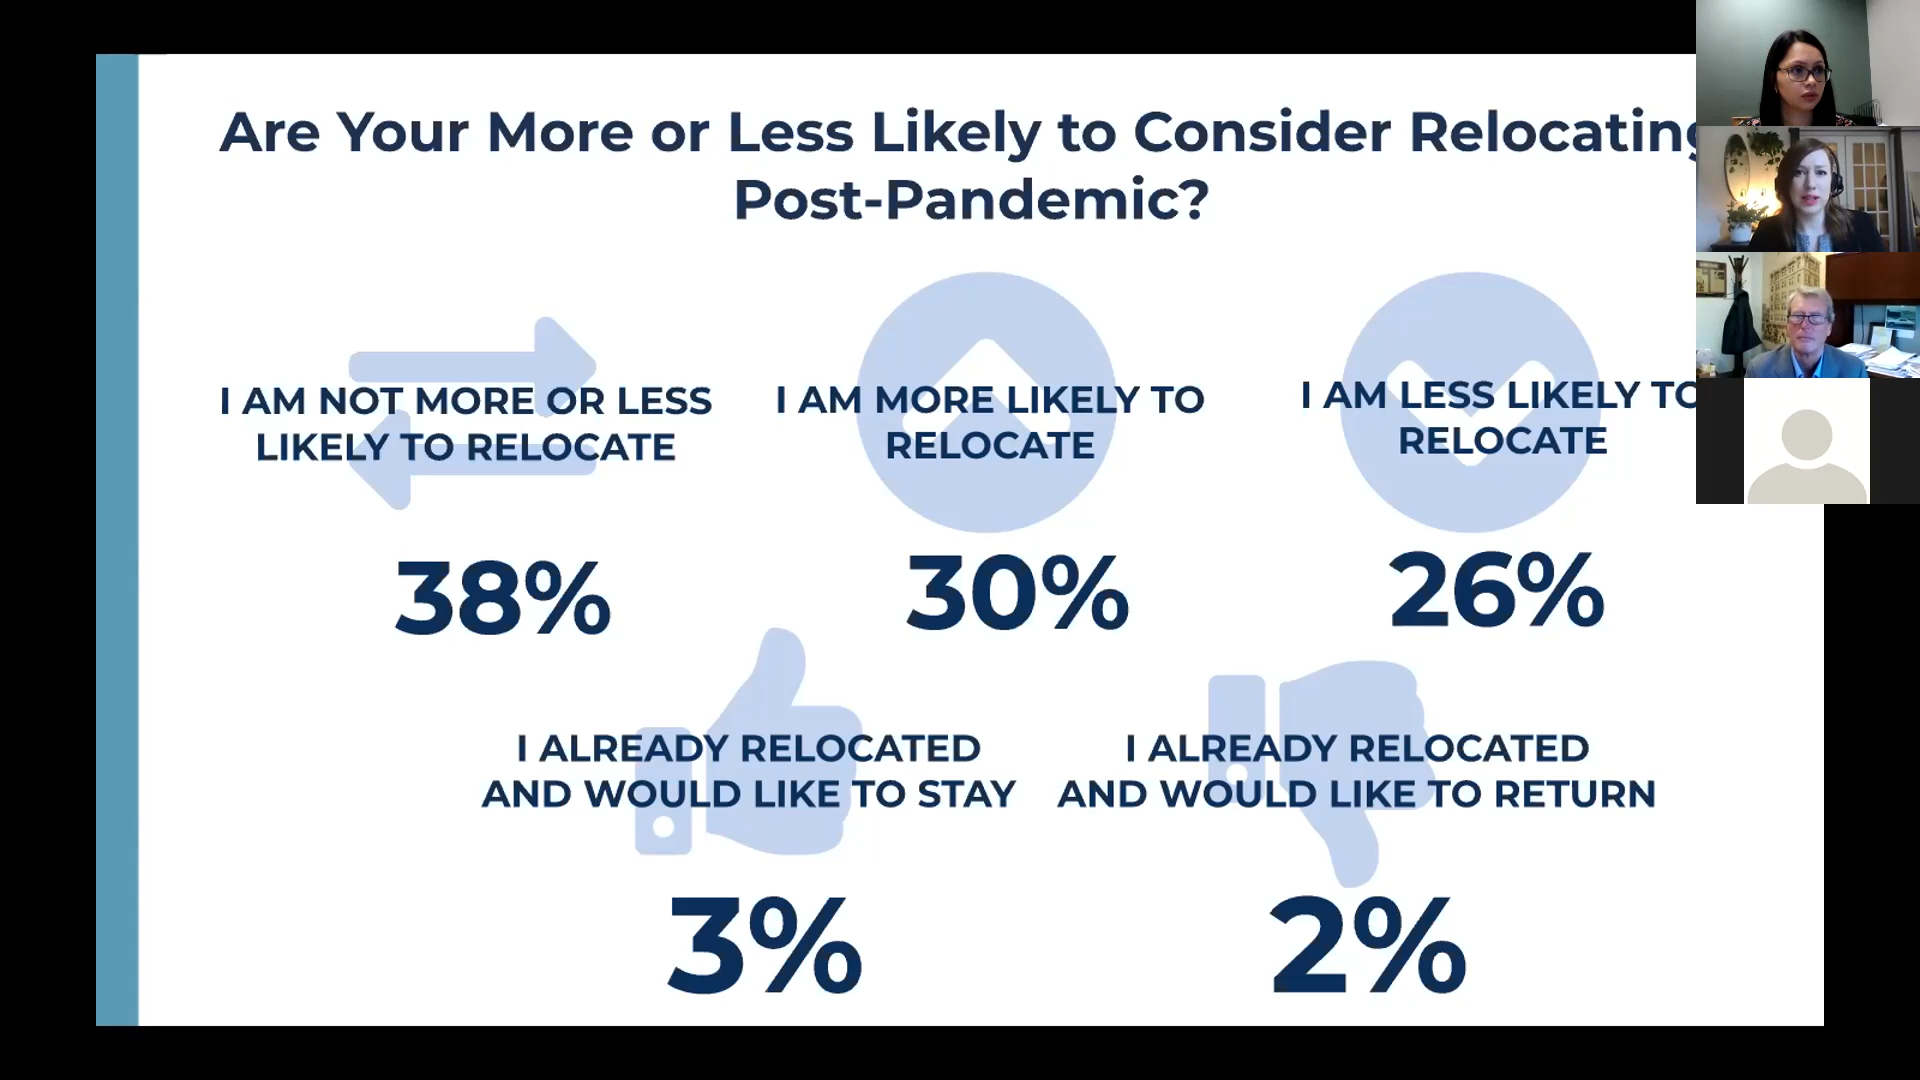 Are Your More or Less Likely to Consider Relocating
Post-Pandemic?
I AM NOT MORE OR LESS
LIKELY TO RELOCATE
38%
I AM MORE LIKELY TO
RELOCATE
30%
I AM LESS LIKELY TO
RELOCATE
26%
I ALREADY RELOCATED
AND WOULD LIKE TO STAY
3%
I ALREADY RELOCATED
AND WOULD LIKE TO RETURN
2%